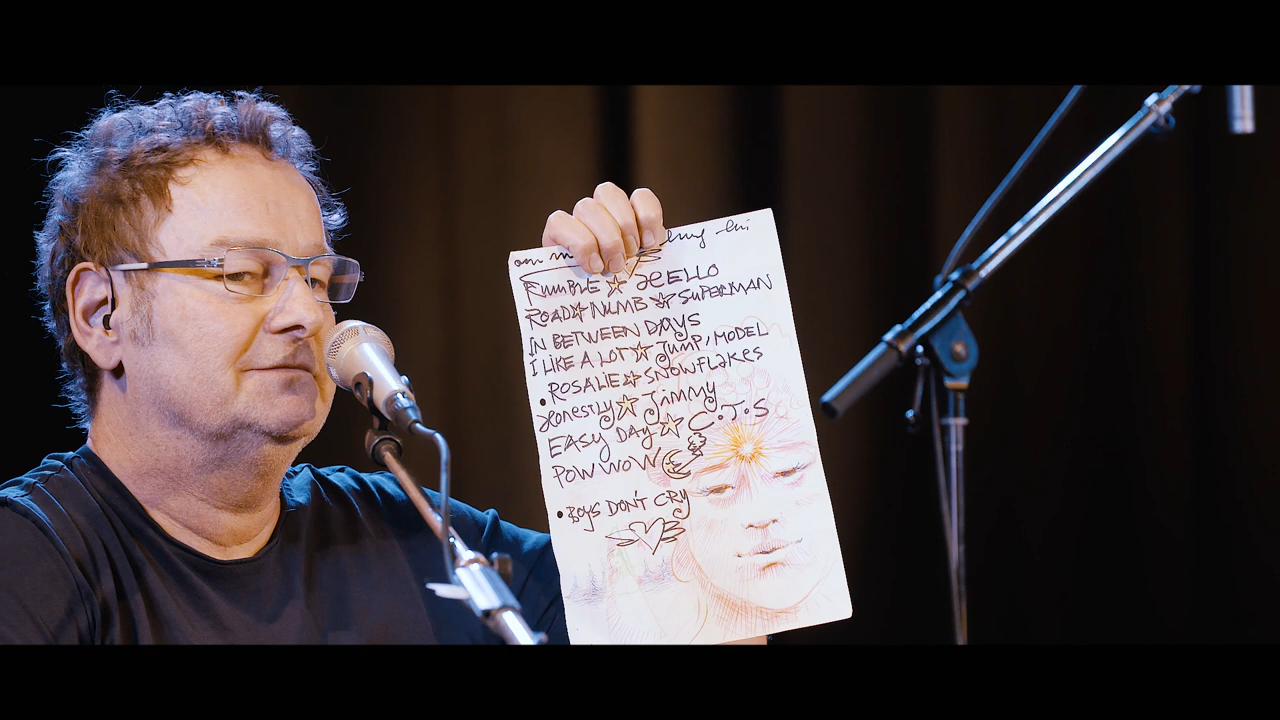 RUMBLE ☆ HELLO
ROAD ☆ NUMB ☆ SUPERMAN
IN BETWEEN DAYS
I LIKE A LOT ☆ JUMP, MODEL
• ROSALIE ☆ SNOWFLAKES
HONESTLY ☆ JIMMY
EASY DAY ☆ C.J.S
POW WOW
• BOYS DON'T CRY